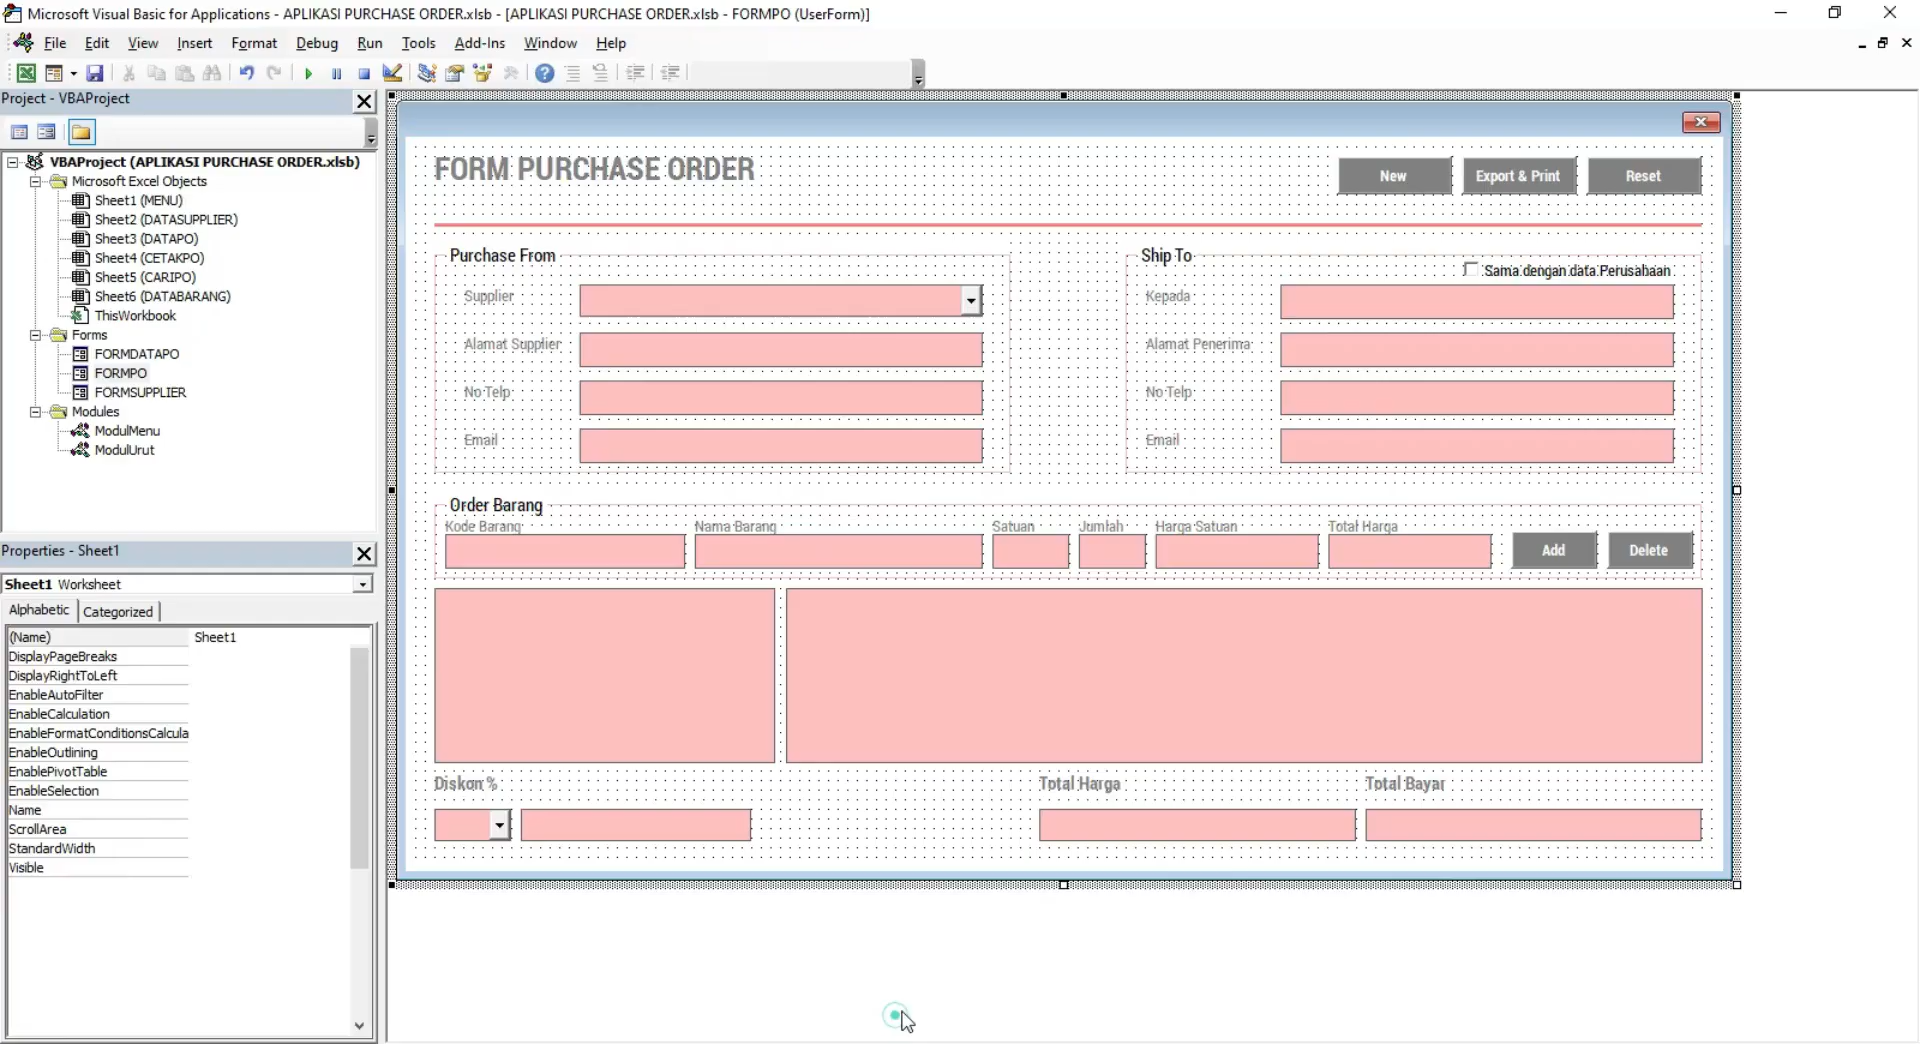 Microsoft Visual Basic for Applications - APLIKASI PURCHASE ORDER.xlsb - [APLIKASI PURCHASE ORDER.xlsb - FORMPO (UserForm)]
File Edit View Insert Format Debug Run Tools Add-Ins Window Help
Project - VBAProject
VBAProject (APLIKASI PURCHASE ORDER.xlsb)
Microsoft Excel Objects
Sheet1 (MENU)
Sheet2 (DATASUPPLIER)
Sheet3 (DATAPO)
Sheet4 (CETAKPO)
Sheet5 (CARIPO)
Sheet6 (DATABARANG)
ThisWorkbook
Forms
FORMDATAPO
FORMPO
FORMSUPPLIER
Modules
ModulMenu
ModulUrut
Properties - Sheet1
Sheet1 Worksheet
Alphabetic Categorized
(Name) Sheet1
DisplayPageBreaks
DisplayRightToLeft
EnableAutoFilter
EnableCalculation
EnableFormatConditionsCalcula
EnableOutlining
EnablePivotTable
EnableSelection
Name
ScrollArea
StandardWidth
Visible
FORM PURCHASE ORDER
New Export & Print Reset
Purchase From
Supplier
Alamat Supplier
No Telp
Email
Ship To
Sama dengan data Perusahaan
Kepada
Alamat Penerima
No Telp
Email
Order Barang
Kode Barang Nama Barang Satuan Jumlah Harga Satuan Total Harga
Add Delete
Diskon % Total Harga Total Bayar